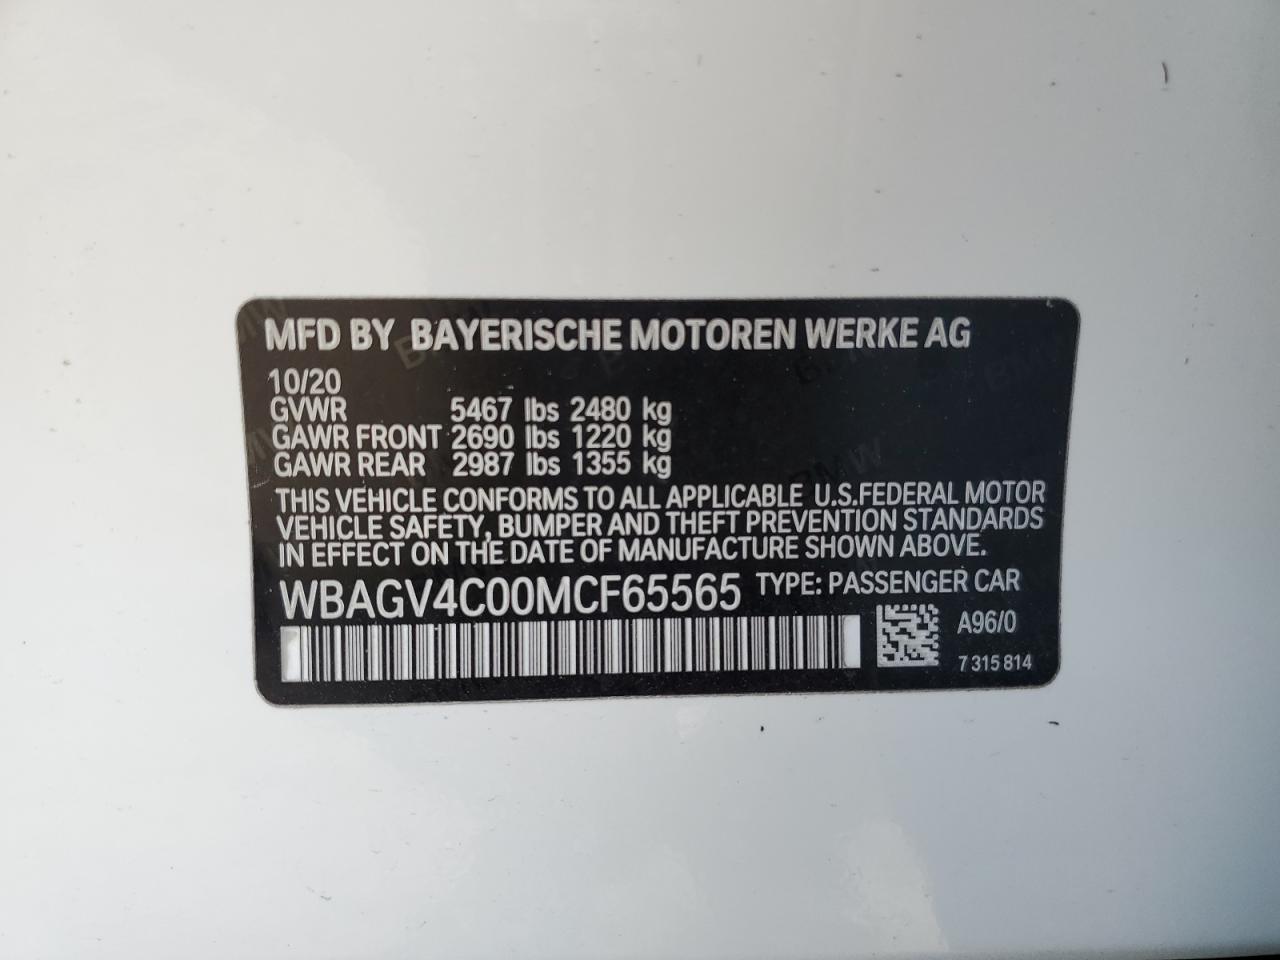 MFD BY BAYERISCHE MOTOREN WERKE AG
10/20
GVWR 5467 lbs 2480 kg
GAWR FRONT 2690 lbs 1220 kg
GAWR REAR 2987 lbs 1355 kg
THIS VEHICLE CONFORMS TO ALL APPLICABLE U.S.FEDERAL MOTOR
VEHICLE SAFETY, BUMPER AND THEFT PREVENTION STANDARDS
IN EFFECT ON THE DATE OF MANUFACTURE SHOWN ABOVE.
WBAGV4C00MCF65565 TYPE: PASSENGER CAR
A96/0
7 315 814